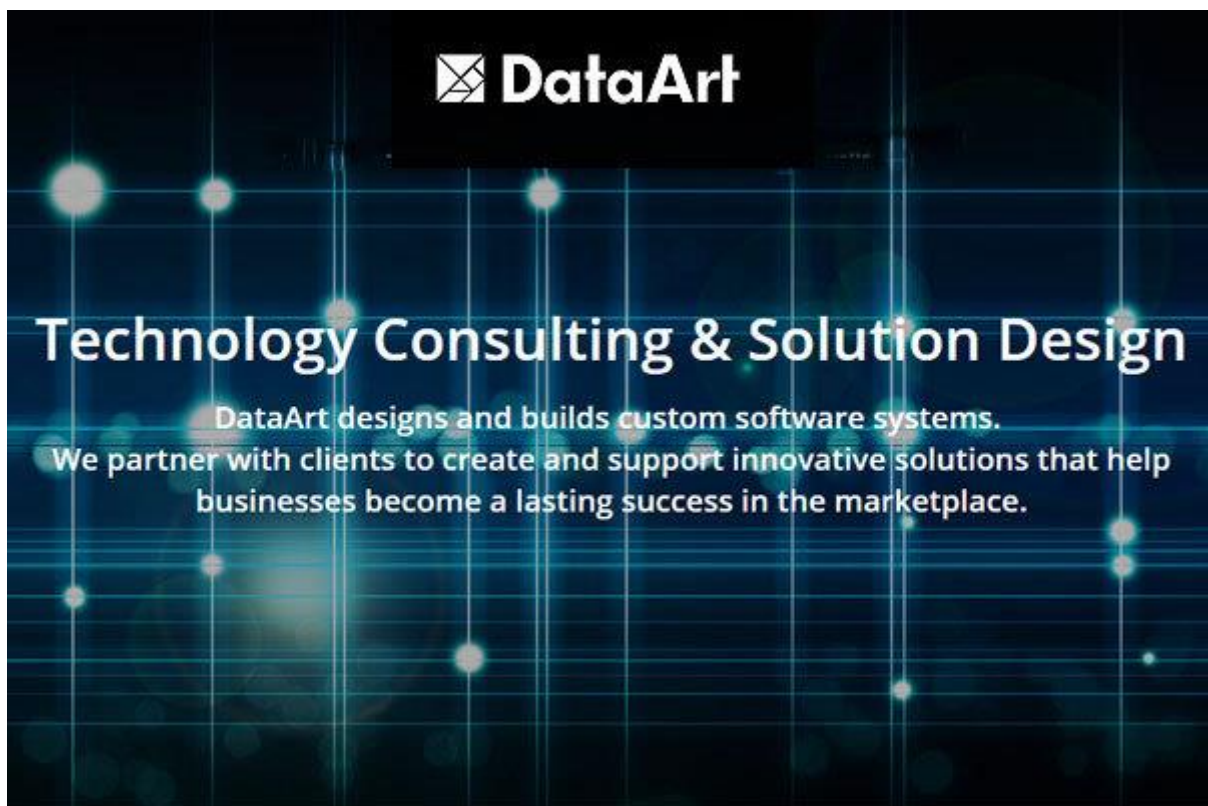 DataArt
Technology Consulting & Solution Design
DataArt designs and builds custom software systems.
We partner with clients to create and support innovative solutions that help
businesses become a lasting success in the marketplace.